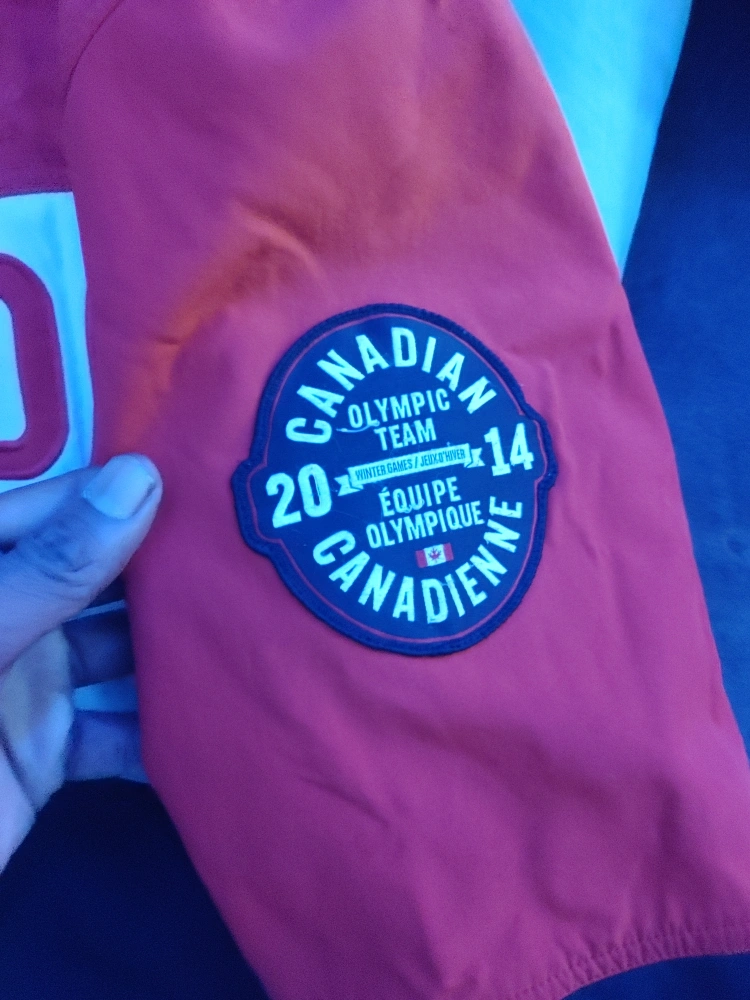 CANADIAN
OLYMPIC
TEAM
20 14
WINTER GAMES / JEUX D'HIVER
ÉQUIPE
OLYMPIQUE
CANADIENNE